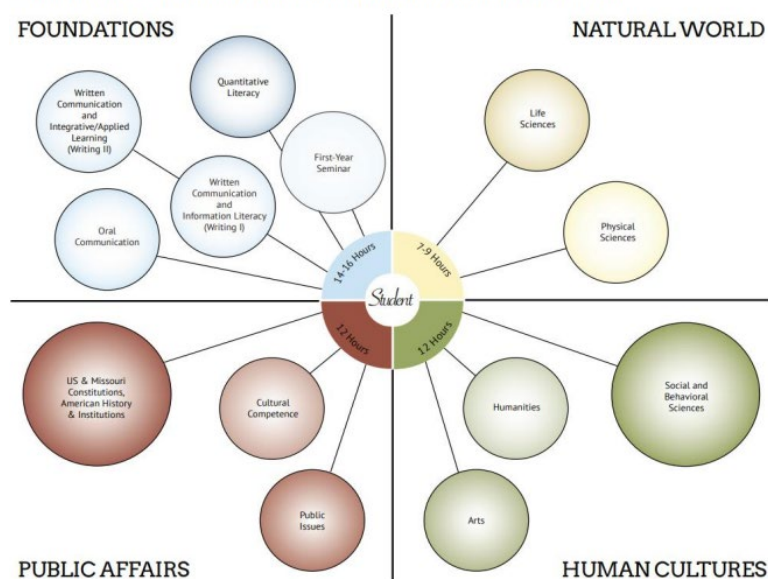 FOUNDATIONS
NATURAL WORLD
Quantitative
Literacy
Written
Communication
and
Integrative/Applied
Learning
(Writing II)
First-Year
Seminar
Written
Communication
and
Information Literacy
(Writing I)
Oral
Communication
Life
Sciences
Physical
Sciences
14-16 Hours
7-9 Hours
Student
12 Hours
12 Hours
US & Missouri
Constitutions,
American History
& Institutions
Cultural
Competence
Public
Issues
Humanities
Social and
Behavioral
Sciences
Arts
PUBLIC AFFAIRS
HUMAN CULTURES